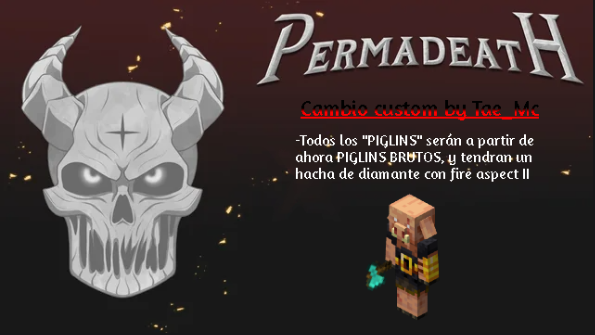 PERMADEATH
Cambio custom by Tae_Mc
-Todos los "PIGLINS" serán a partir de
ahora PIGLINS BRUTOS, y tendran un
hacha de diamante con fire aspect II